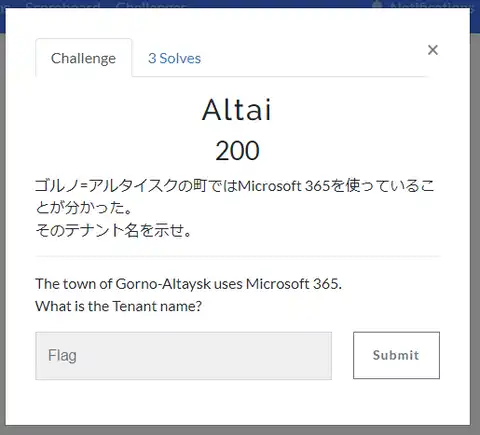 Scoreboard Challenges Notifications
Challenge 3 Solves ×
Altai
200
ゴルノ=アルタイスクの町ではMicrosoft 365を使っているこ
とが分かった。
そのテナント名を示せ。
The town of Gorno-Altaysk uses Microsoft 365.
What is the Tenant name?
Flag Submit